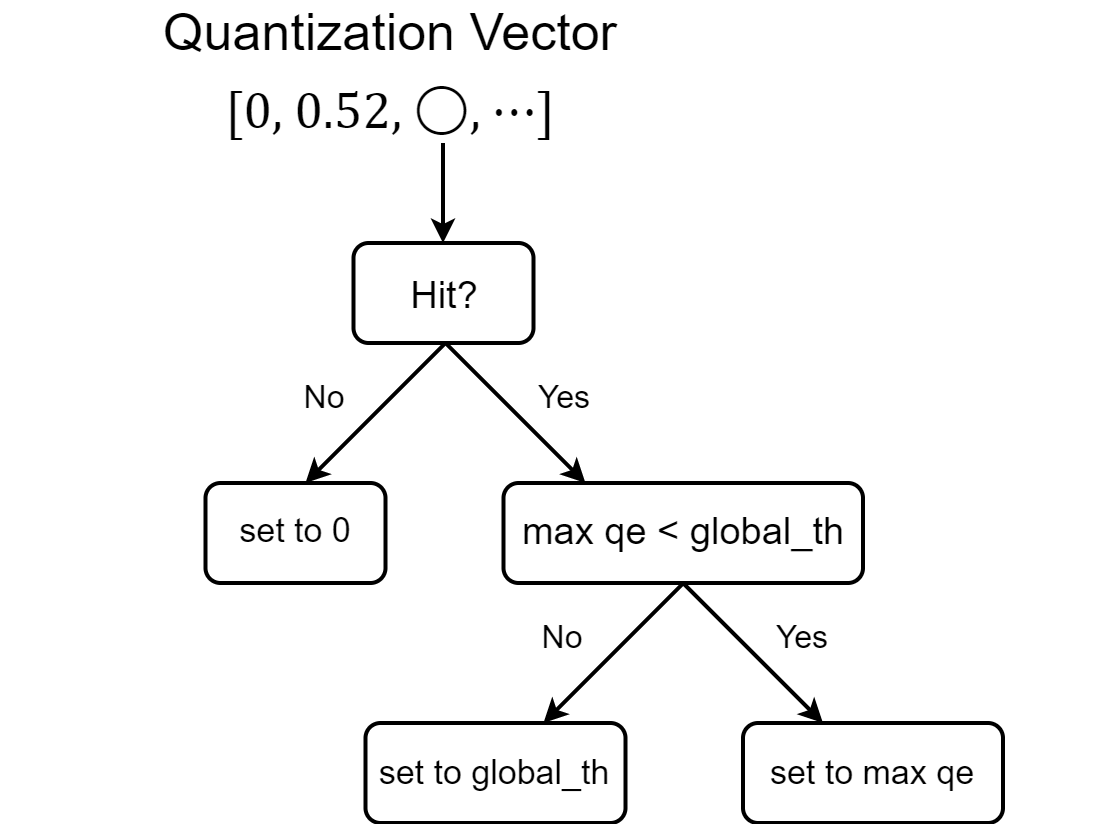 Quantization Vector
[0, 0.52, ◯, ⋯]
Hit?
No
Yes
set to 0
max qe < global_th
No
Yes
set to global_th
set to max qe